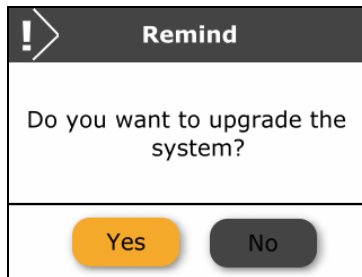 ! Remind
Do you want to upgrade the
system?
Yes No